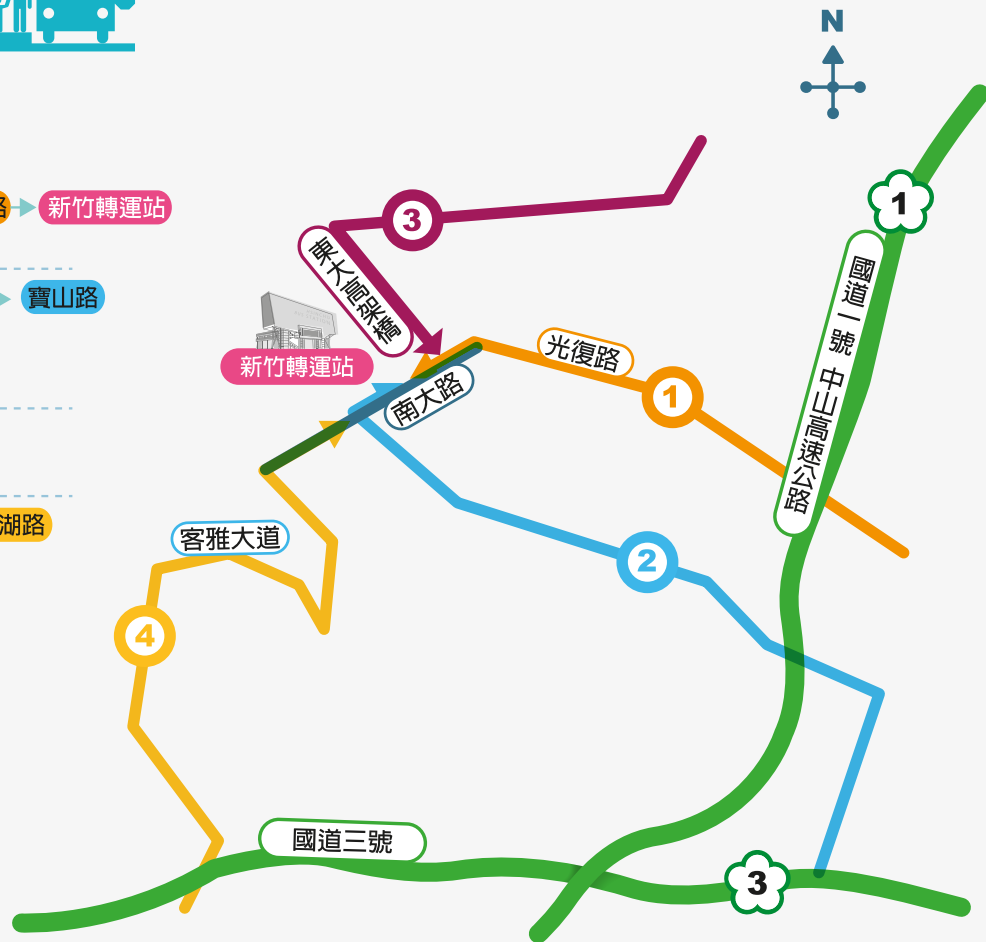 N
1
3
路
新竹轉運站
東大高架橋
國道一號 中山高速公路
寶山路
新竹轉運站
光復路
南大路
1
湖路
客雅大道
2
4
國道三號
3